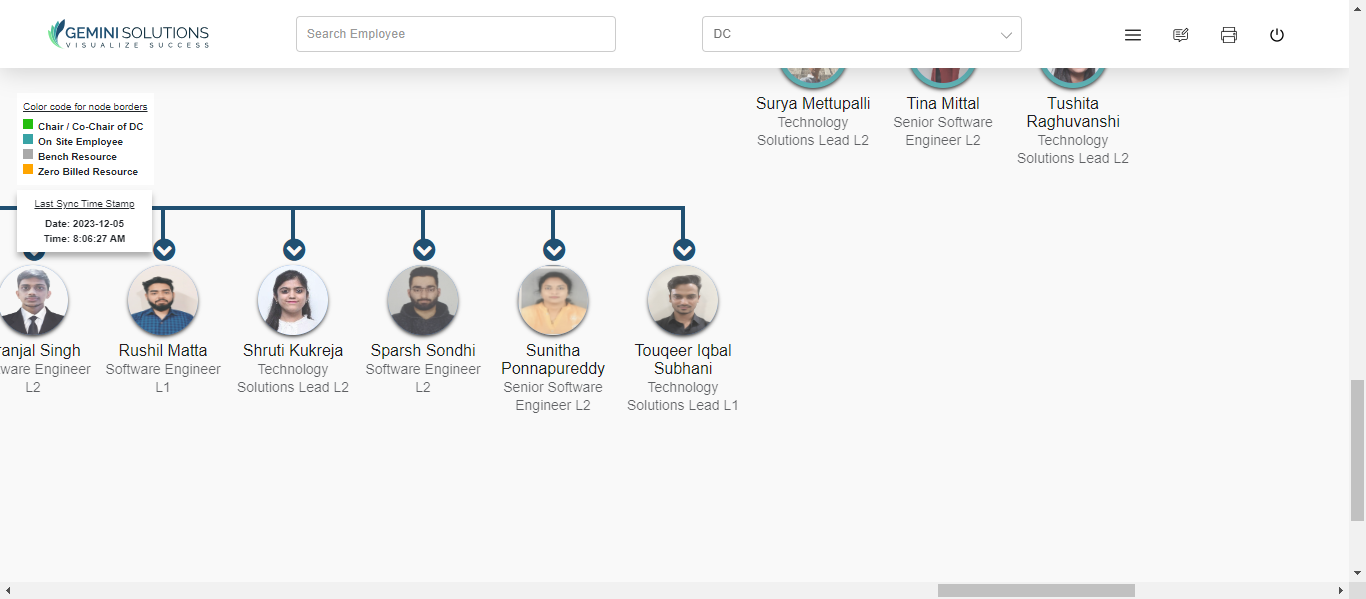 GEMINI SOLUTIONS
VISUALIZE SUCCESS
Search Employee
DC
Surya Mettupalli
Technology
Solutions Lead L2
Tina Mittal
Senior Software
Engineer L2
Tushita
Raghuvanshi
Technology
Solutions Lead L2
Color code for node borders
Chair / Co-Chair of DC
On Site Employee
Bench Resource
Zero Billed Resource
Last Sync Time Stamp
Date: 2023-12-05
Time: 8:06:27 AM
ranjal Singh
ware Engineer
L2
Rushil Matta
Software Engineer
L1
Shruti Kukreja
Technology
Solutions Lead L2
Sparsh Sondhi
Software Engineer
L2
Sunitha
Ponnapureddy
Senior Software
Engineer L2
Touqeer Iqbal
Subhani
Technology
Solutions Lead L1